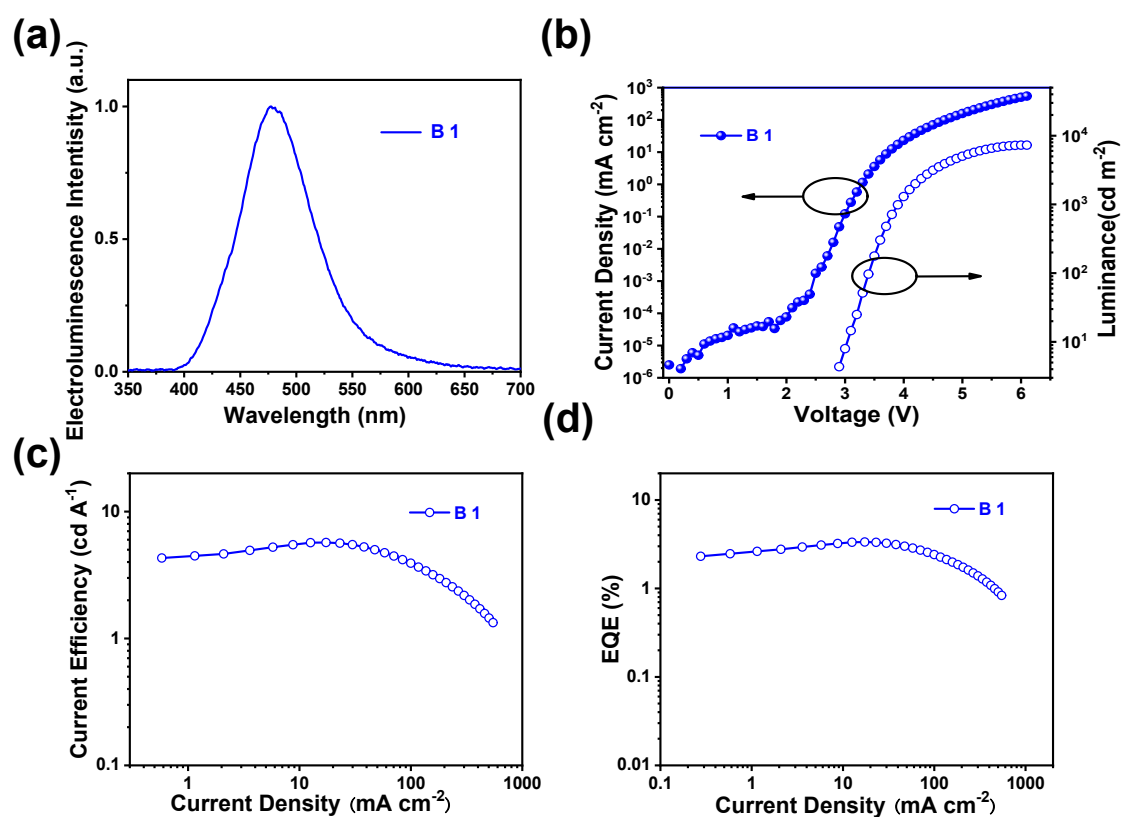 (a)
Electroluminescence Intentisity (a.u.)
1.0
0.5
0.0
B 1
350 400 450 500 550 600 650 700
Wavelength (nm)
(b)
Current Density (mA cm⁻²)
10³
10²
10¹
10⁰
10⁻¹
10⁻²
10⁻³
10⁻⁴
10⁻⁵
10⁻⁶
B 1
10⁴
10³
10²
10¹
Luminance(cd m⁻²)
0 1 2 3 4 5 6
Voltage (V)
(c)
Current Efficiency (cd A⁻¹)
10
1
0.1
B 1
1 10 100 1000
Current Density (mA cm⁻²)
(d)
EQE (%)
10
1
0.1
0.01
B 1
0.1 1 10 100 1000
Current Density (mA cm⁻²)